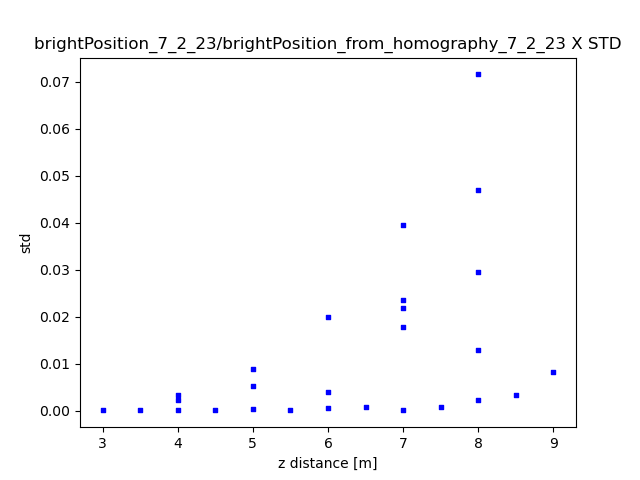 brightPosition_7_2_23/brightPosition_from_homography_7_2_23 X STD
0.07
0.06
0.05
0.04
0.03
0.02
0.01
0.00
std
3 4 5 6 7 8 9
z distance [m]